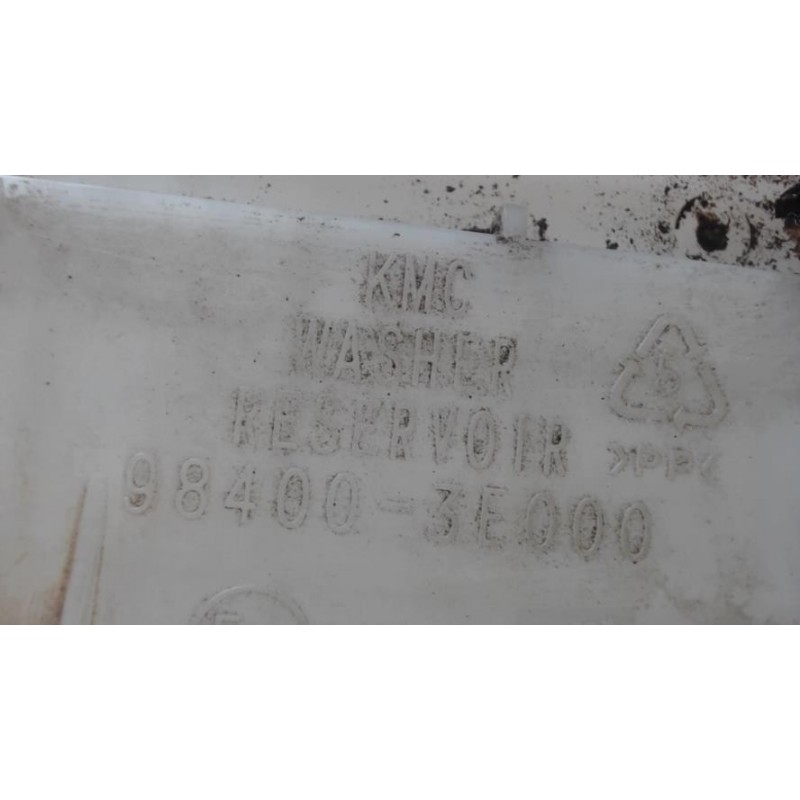 KMC
WASHER
RESERVOIR
>PP<
98400-3E000